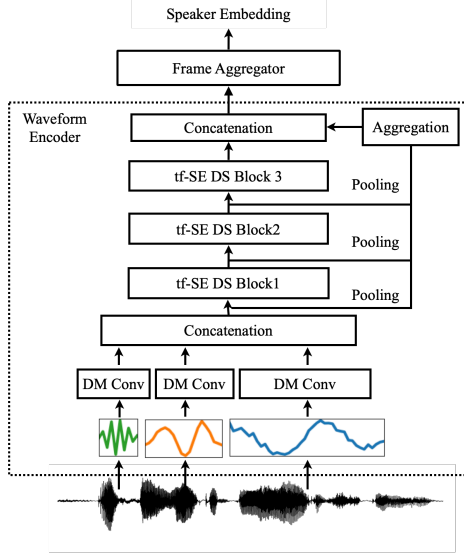 Speaker Embedding
Frame Aggregator
Waveform
Encoder
Concatenation
Aggregation
tf-SE DS Block 3
Pooling
tf-SE DS Block2
Pooling
tf-SE DS Block1
Pooling
Concatenation
DM Conv
DM Conv
DM Conv